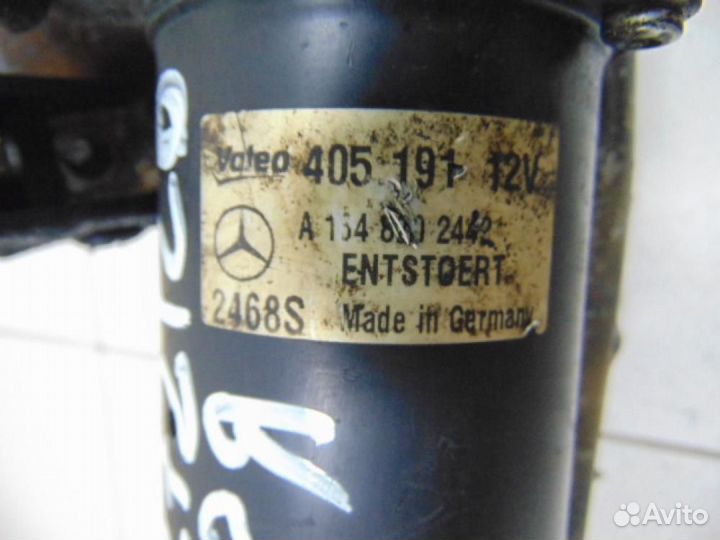 Valeo 405 191 12V
A 164 820 2442
ENTSTOERT
2468S Made in Germany
Avito